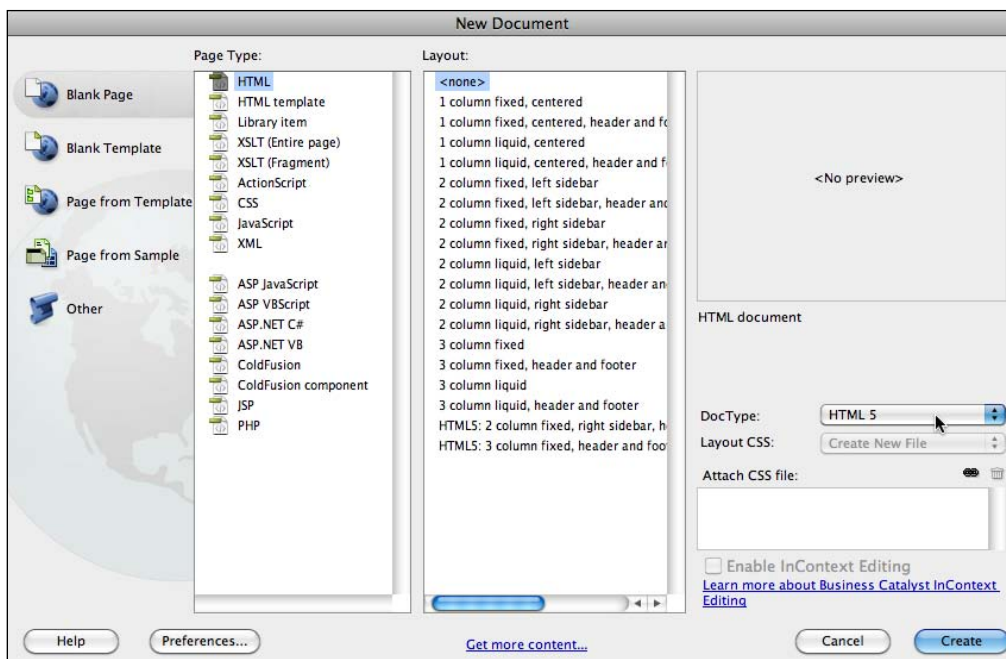 New Document
Blank Page
Blank Template
Page from Template
Page from Sample
Other
Page Type:
HTML
HTML template
Library item
XSLT (Entire page)
XSLT (Fragment)
ActionScript
CSS
JavaScript
XML
ASP JavaScript
ASP VBScript
ASP.NET C#
ASP.NET VB
ColdFusion
ColdFusion component
JSP
PHP
Layout:
<none>
1 column fixed, centered
1 column fixed, centered, header and fo
1 column liquid, centered
1 column liquid, centered, header and f
2 column fixed, left sidebar
2 column fixed, left sidebar, header and
2 column fixed, right sidebar
2 column fixed, right sidebar, header ar
2 column liquid, left sidebar
2 column liquid, left sidebar, header an
2 column liquid, right sidebar
2 column liquid, right sidebar, header a
3 column fixed
3 column fixed, header and footer
3 column liquid
3 column liquid, header and footer
HTML5: 2 column fixed, right sidebar, h
HTML5: 3 column fixed, header and foo
<No preview>
HTML document
DocType: HTML 5
Layout CSS: Create New File
Attach CSS file:
Enable InContext Editing
Learn more about Business Catalyst InContext
Editing
Help
Preferences...
Get more content...
Cancel
Create